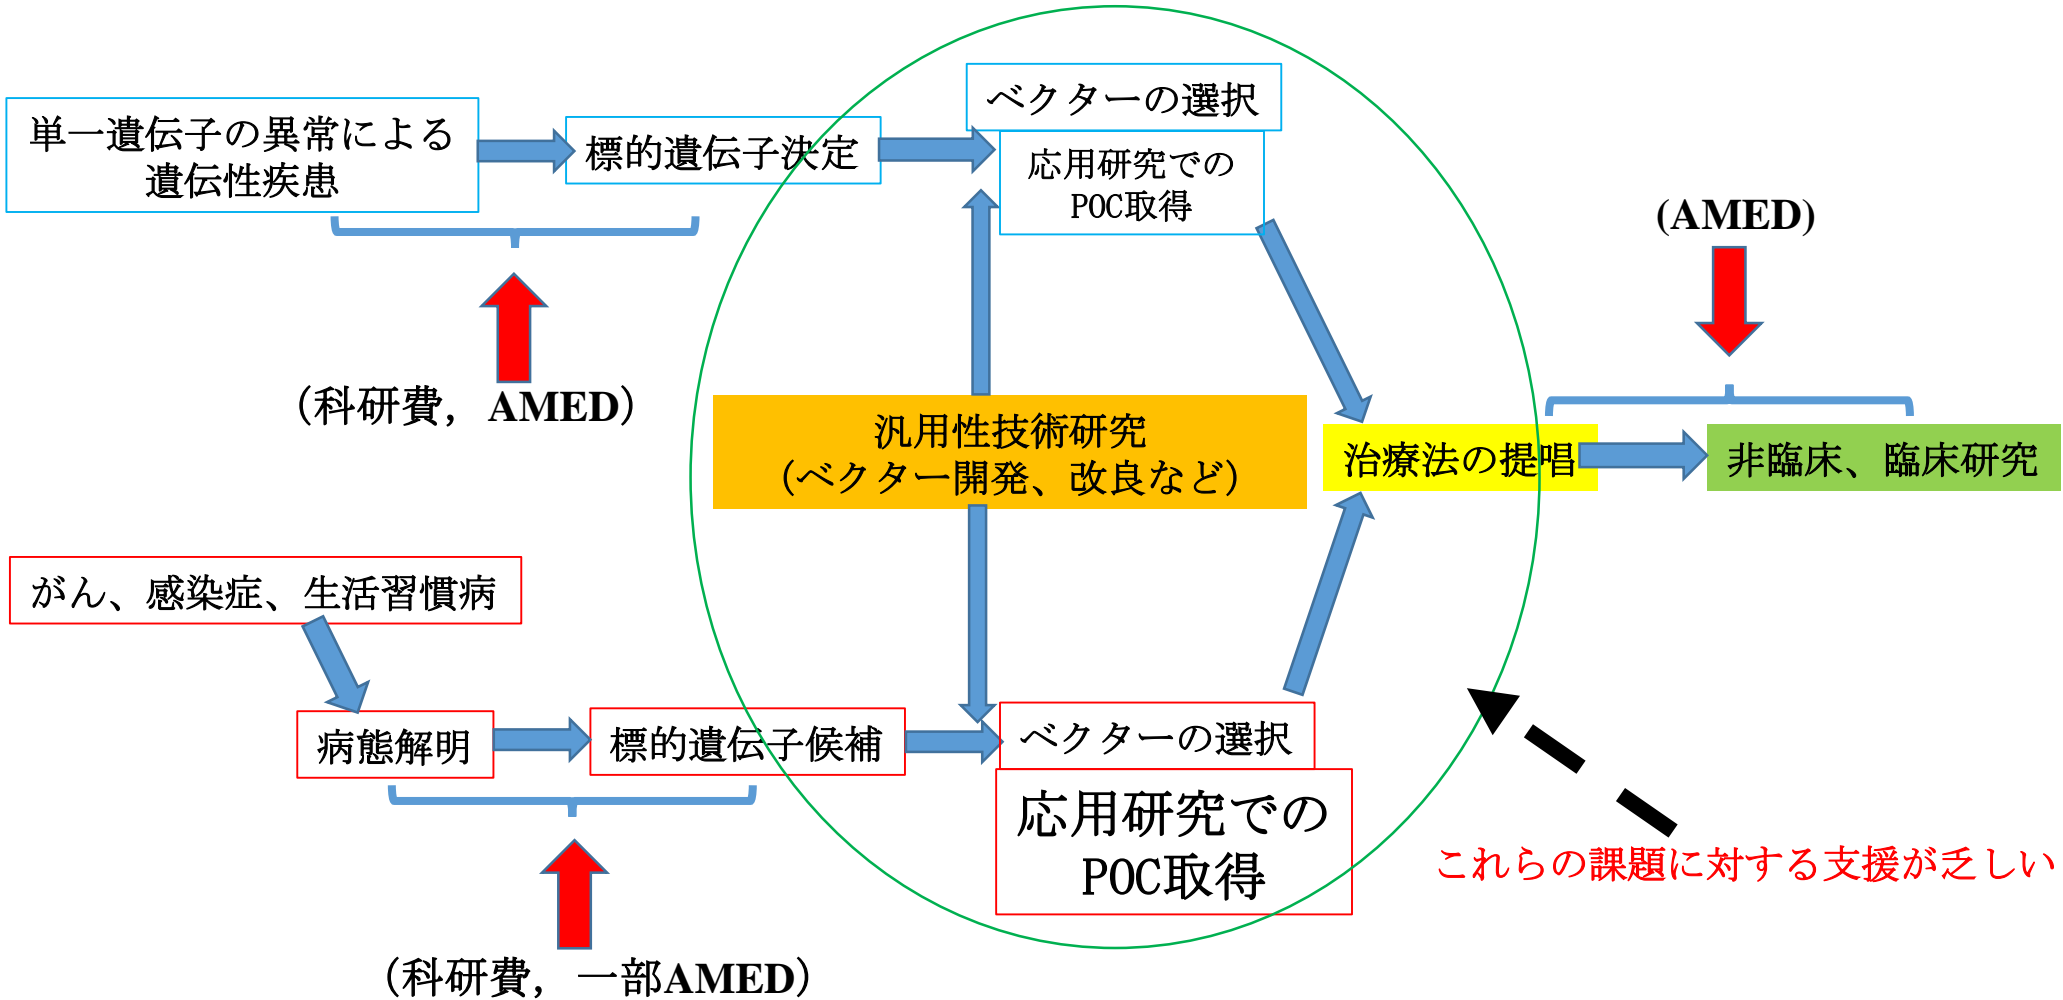 ベクターの選択
単一遺伝子の異常による
遺伝性疾患
標的遺伝子決定
応用研究での
POC取得
(AMED)
（科研費，AMED）
汎用性技術研究
（ベクター開発、改良など）
治療法の提唱
非臨床、臨床研究
がん、感染症、生活習慣病
病態解明
標的遺伝子候補
ベクターの選択
応用研究での
POC取得
これらの課題に対する支援が乏しい
（科研費，一部AMED）